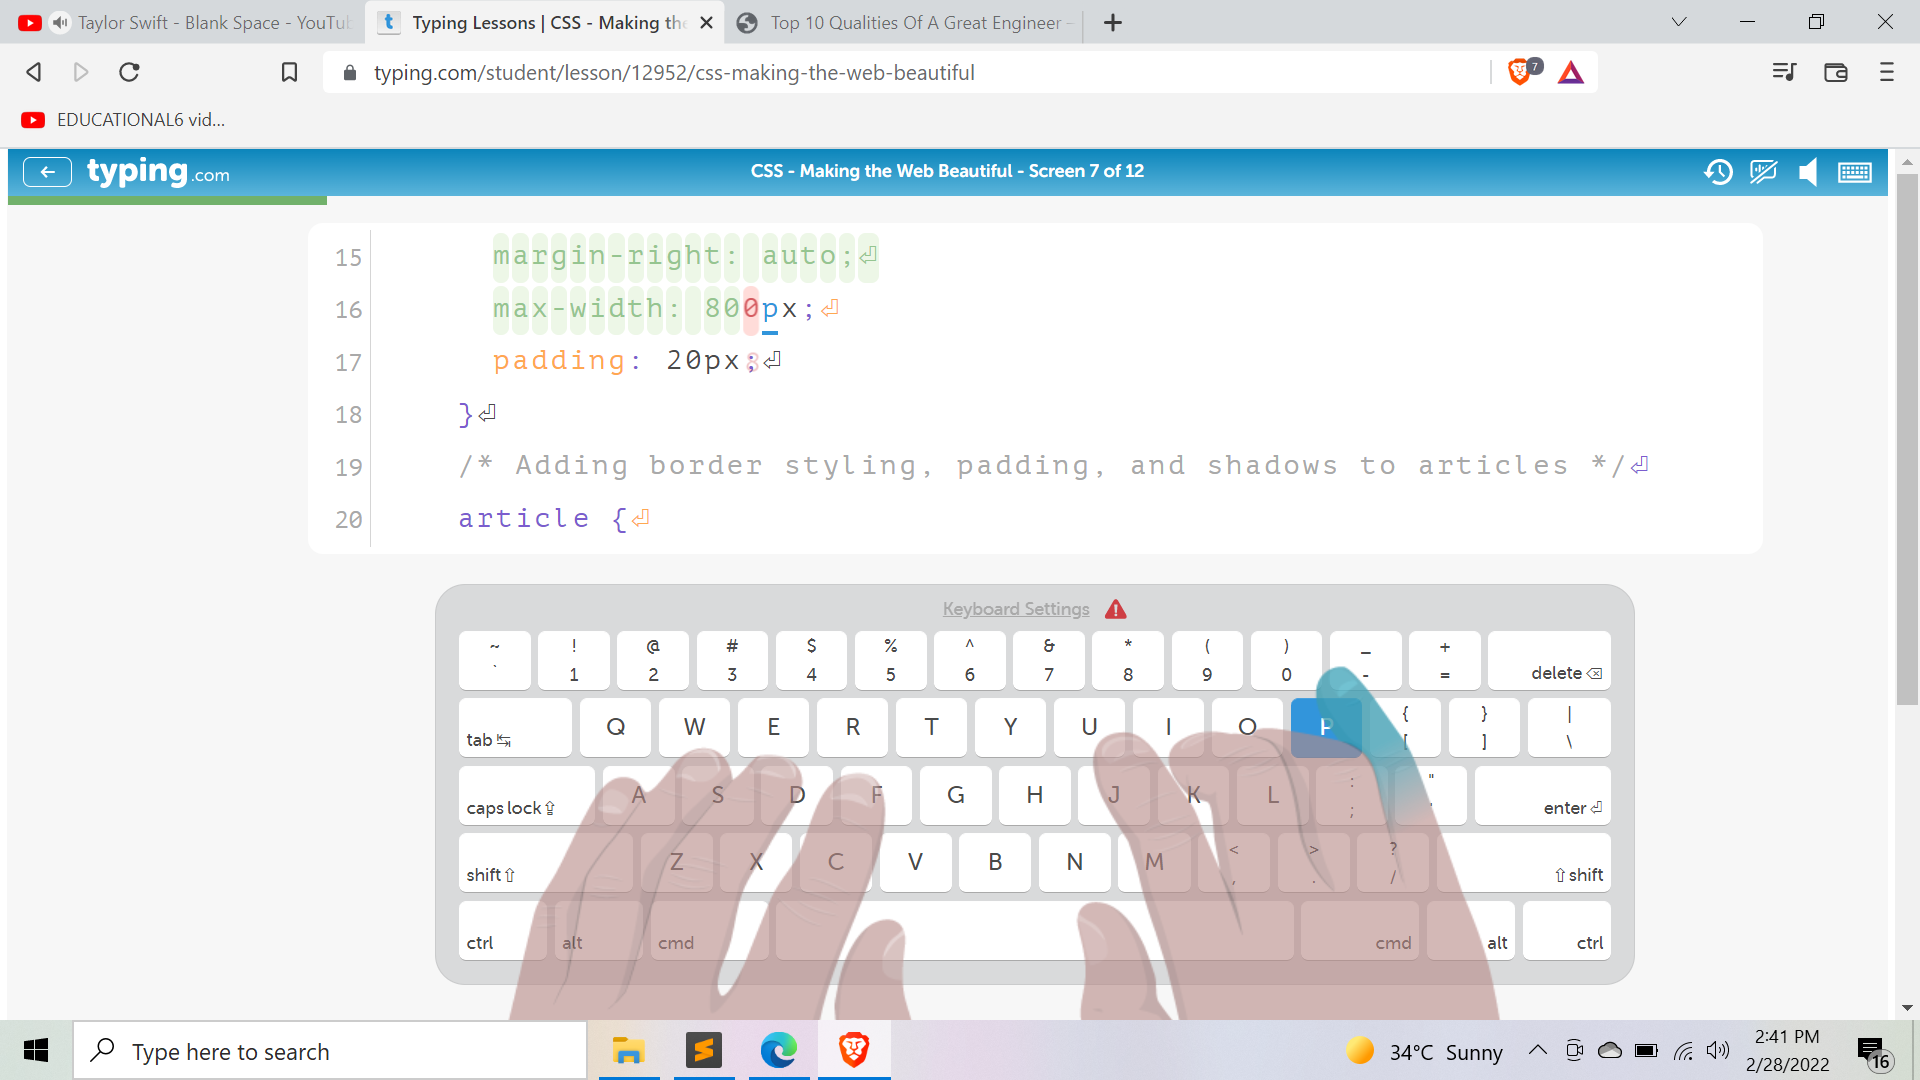 Taylor Swift - Blank Space - YouTu
Typing Lessons | CSS - Making the
Top 10 Qualities Of A Great Engineer -
typing.com/student/lesson/12952/css-making-the-web-beautiful
7
EDUCATIONAL6 vid...
typing.com
CSS - Making the Web Beautiful - Screen 7 of 12
15 margin-right: auto;⏎
16 max-width: 800px;⏎
17 padding: 20px;⏎
18 }⏎
19 /* Adding border styling, padding, and shadows to articles */⏎
20 article {⏎
Keyboard Settings
~ ! @ # $ % ^ & * ( ) _ +
` 1 2 3 4 5 6 7 8 9 0 - = delete
tab Q W E R T Y U I O P { [ } ] | \
caps lock A S D F G H J K L : ; " ' enter
shift Z X C V B N M < , > . ? / shift
ctrl alt cmd cmd alt ctrl
Type here to search
34°C Sunny
2:41 PM
2/28/2022
16